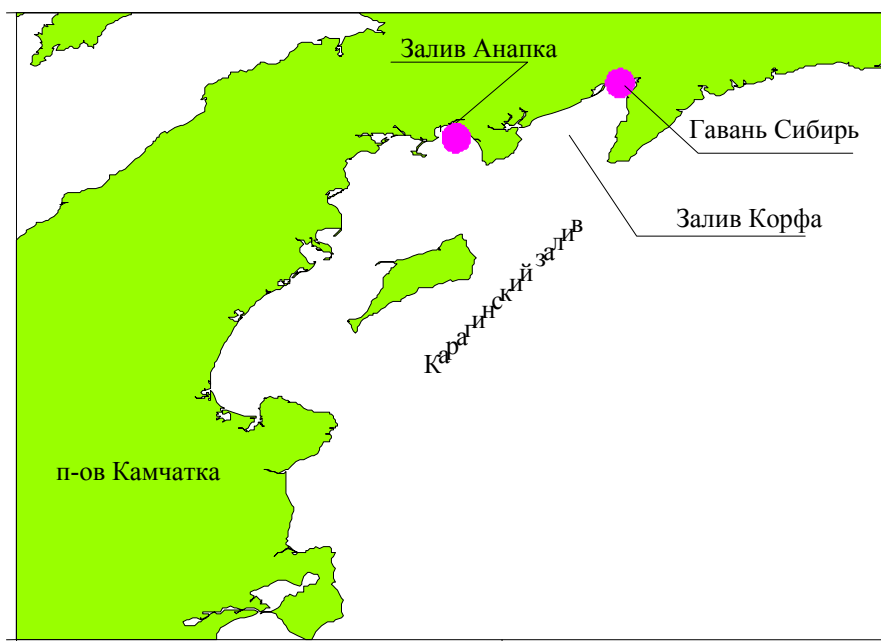 Залив Анапка
Гавань Сибирь
Залив Корфа
Карагинский залив
п-ов Камчатка